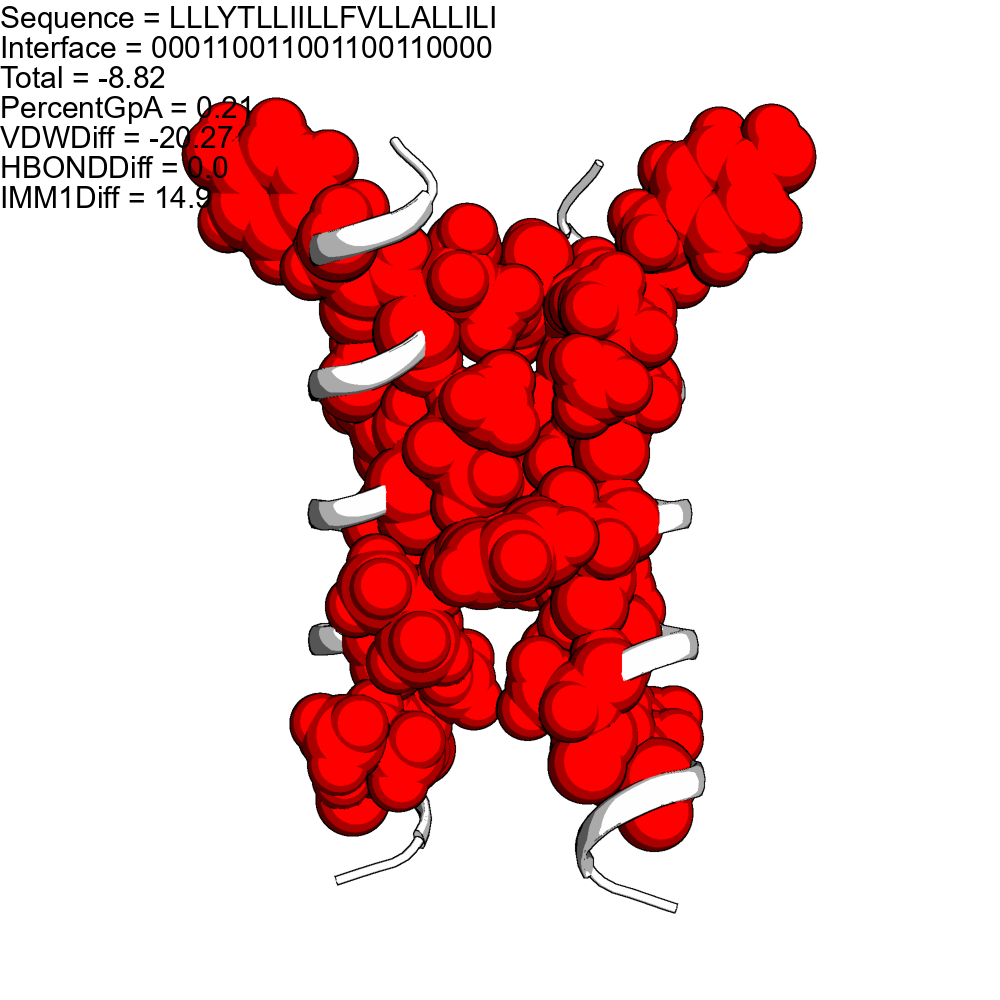 Sequence = LLLYTLLIILLFVLLALLILI
Interface = 000110011001100110000
Total = -8.82
PercentGpA = 0.21
VDWDiff = -20.27
HBONDDiff = 0.0
IMM1Diff = 14.9